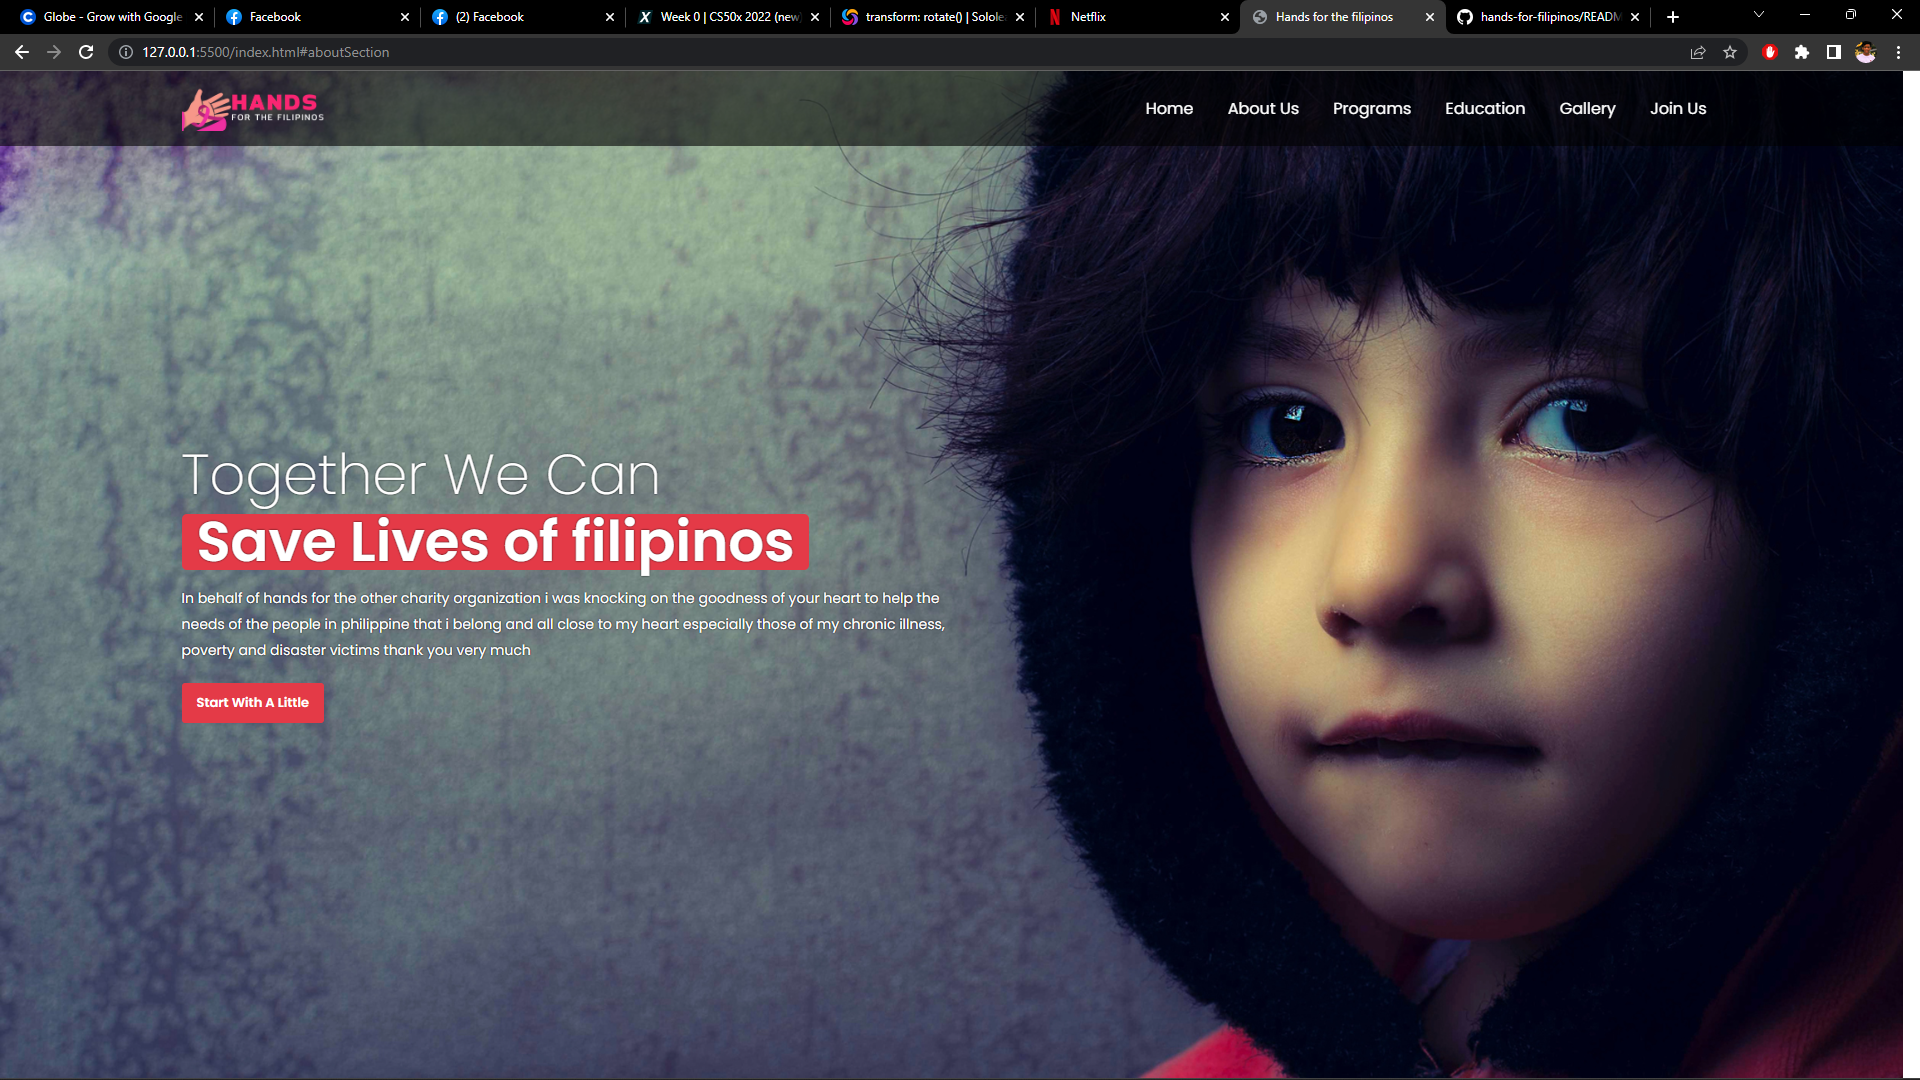 Globe - Grow with Google
Facebook
(2) Facebook
Week 0 | CS50x 2022 (new)
transform: rotate() | Solole
Netflix
Hands for the filipinos
hands-for-filipinos/READM
127.0.0.1:5500/index.html#aboutSection
HANDS
FOR THE FILIPINOS
Home
About Us
Programs
Education
Gallery
Join Us
Together We Can
Save Lives of filipinos
In behalf of hands for the other charity organization i was knocking on the goodness of your heart to help the
needs of the people in philippine that i belong and all close to my heart especially those of my chronic illness,
poverty and disaster victims thank you very much
Start With A Little